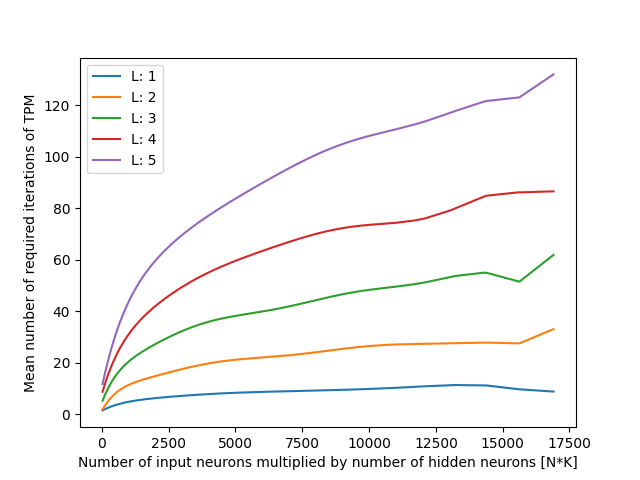 L: 1
L: 2
L: 3
L: 4
L: 5
Mean number of required iterations of TPM
120
100
80
60
40
20
0
0 2500 5000 7500 10000 12500 15000 17500
Number of input neurons multiplied by number of hidden neurons [N*K]